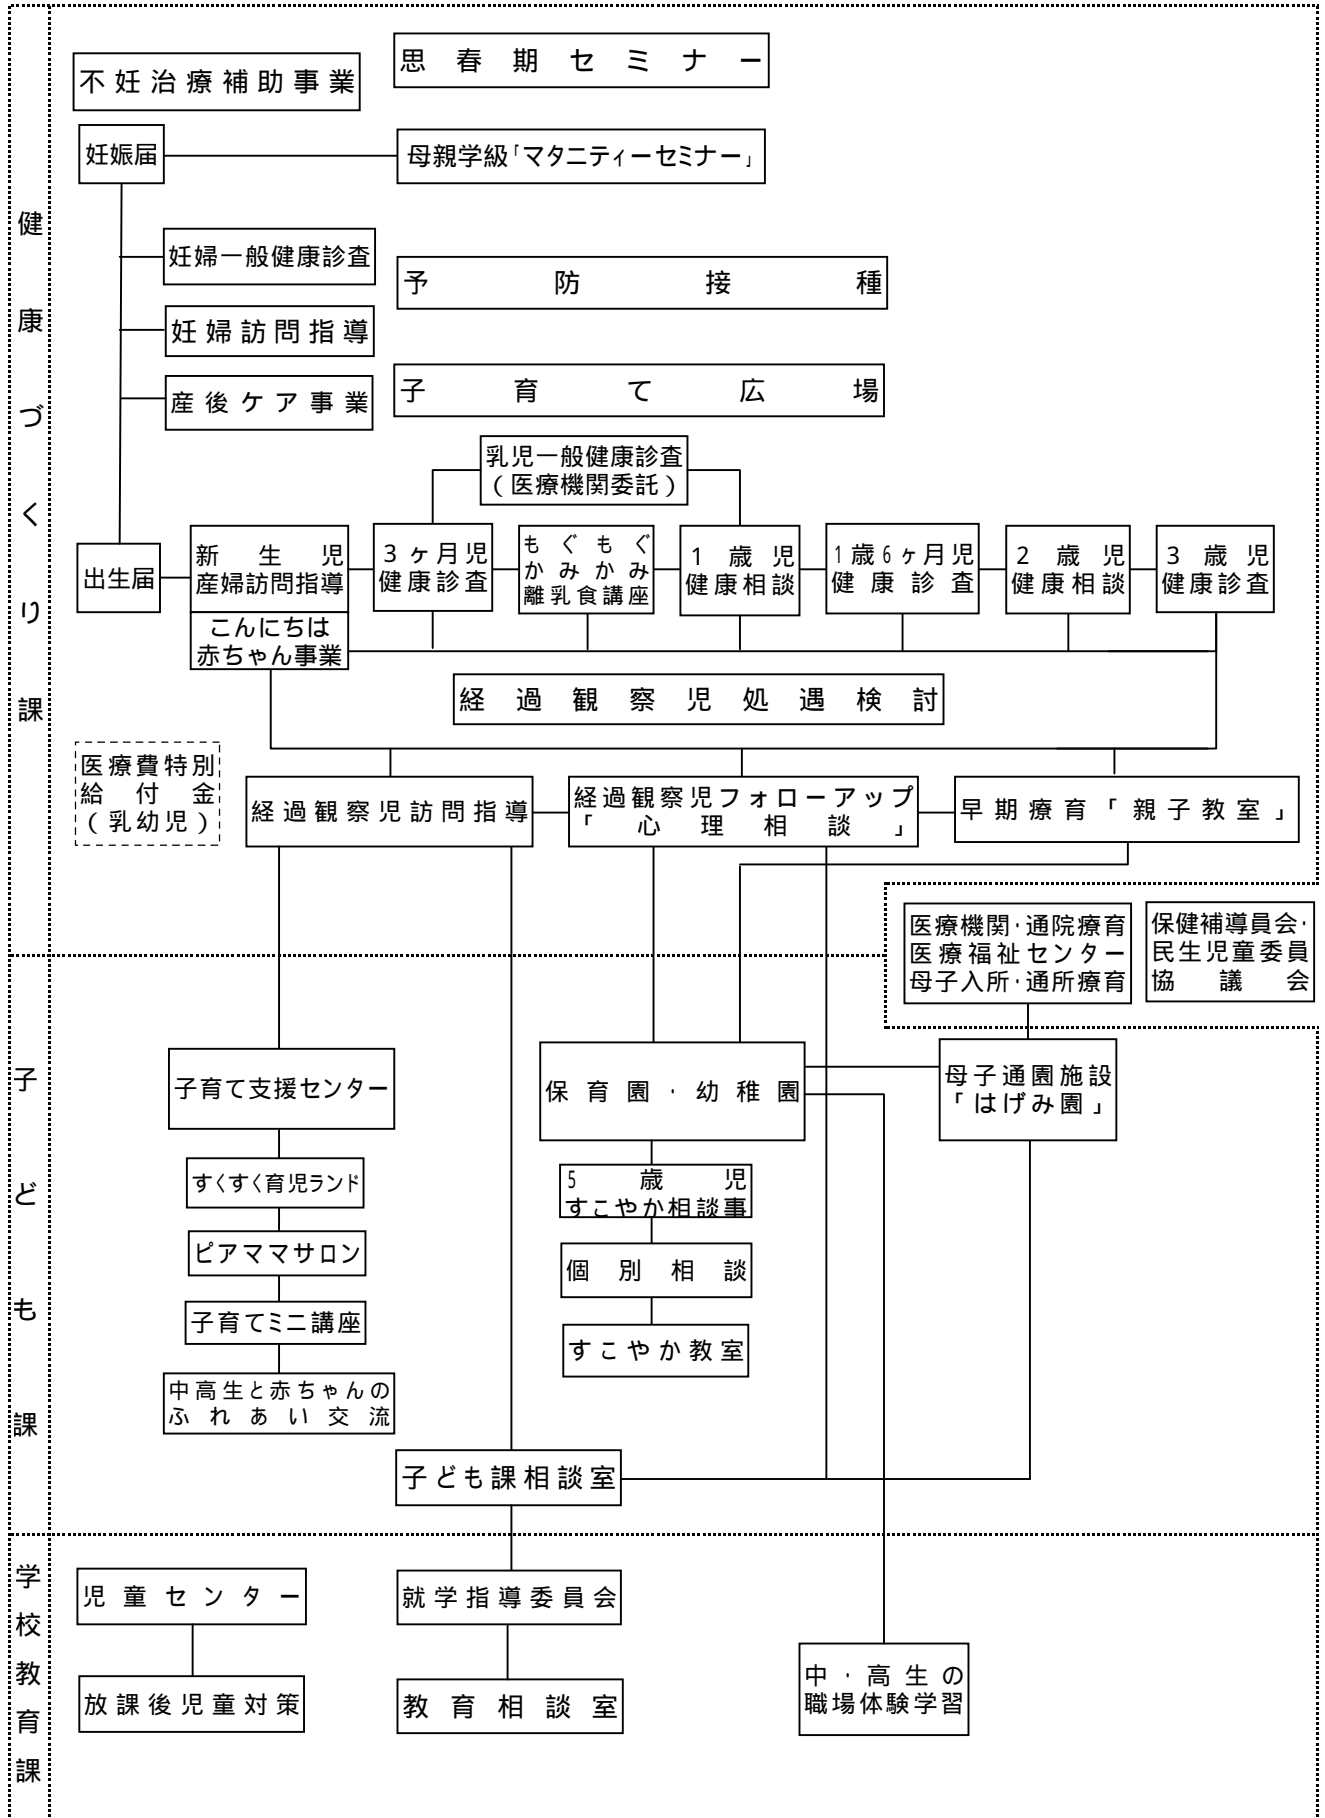 健康づくり課
不妊治療補助事業
思春期セミナー
妊娠届
母親学級「マタニティーセミナー」
妊婦一般健康診査
予防接種
妊婦訪問指導
子育て広場
産後ケア事業
乳児一般健康診査
(医療機関委託)
出生届
新生児
産婦訪問指導
こんにちは
赤ちゃん事業
3ヶ月児
健康診査
もぐもぐ
かみかみ
離乳食講座
1歳児
健康相談
1歳6ヶ月児
健康診査
2歳児
健康相談
3歳児
健康診査
経過観察児処遇検討
医療費特別
給付金
(乳幼児)
経過観察児訪問指導
経過観察児フォローアップ
「心理相談」
早期療育「親子教室」
医療機関・通院療育
医療福祉センター
母子入所・通所療育
保健補導員会・
民生児童委員
協議会
子ども課
子育て支援センター
保育園・幼稚園
母子通園施設
「はげみ園」
すくすく育児ランド
5歳児
すこやか相談事
ピアママサロン
個別相談
子育てミニ講座
すこやか教室
中高生と赤ちゃんの
ふれあい交流
子ども課相談室
学校教育課
児童センター
就学指導委員会
放課後児童対策
教育相談室
中・高生の
職場体験学習